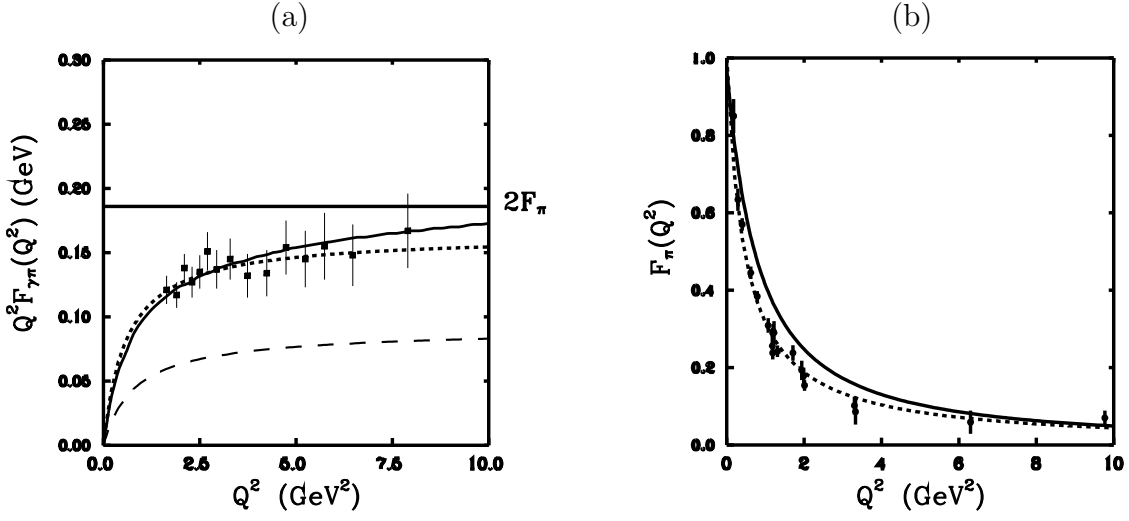 (a)
0.30
0.25
0.20
0.15
0.10
0.05
0.00
0.0 2.5 5.0 7.5 10.0
Q² (GeV²)
Q²F_γπ(Q²) (GeV)
2F_π
(b)
1.0
0.8
0.6
0.4
0.2
0.0
0 2 4 6 8 10
Q² (GeV²)
F_π(Q²)